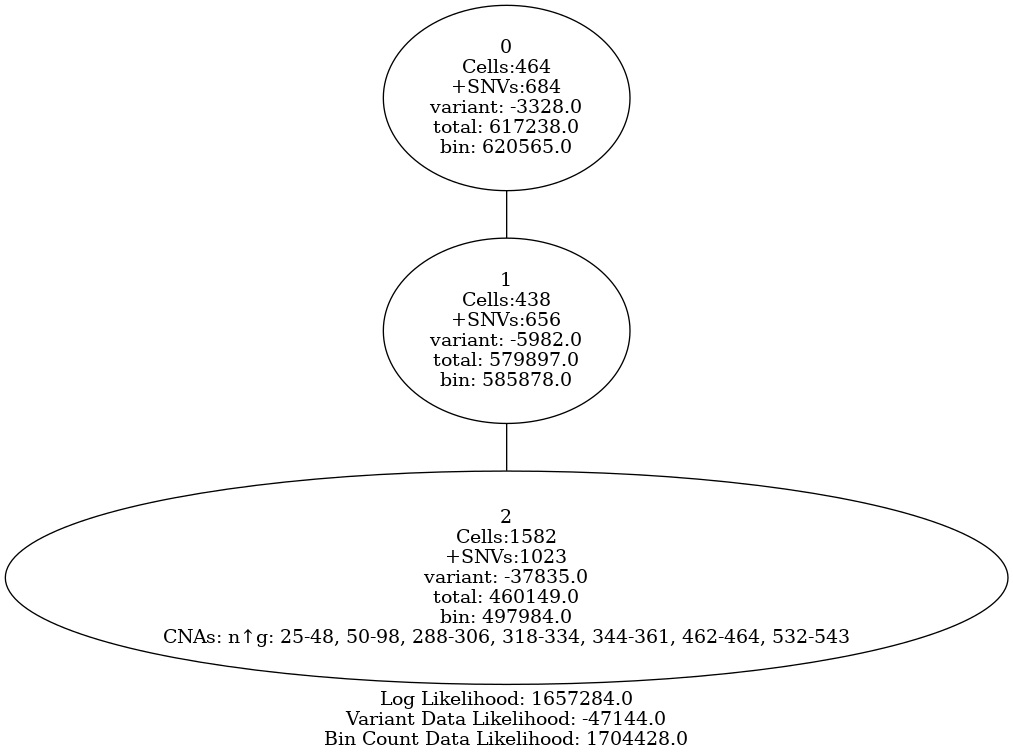 0
Cells:464
+SNVs:684
variant: -3328.0
total: 617238.0
bin: 620565.0
1
Cells:438
+SNVs:656
variant: -5982.0
total: 579897.0
bin: 585878.0
2
Cells:1582
+SNVs:1023
variant: -37835.0
total: 460149.0
bin: 497984.0
CNAs: n↑g: 25-48, 50-98, 288-306, 318-334, 344-361, 462-464, 532-543
Log Likelihood: 1657284.0
Variant Data Likelihood: -47144.0
Bin Count Data Likelihood: 1704428.0